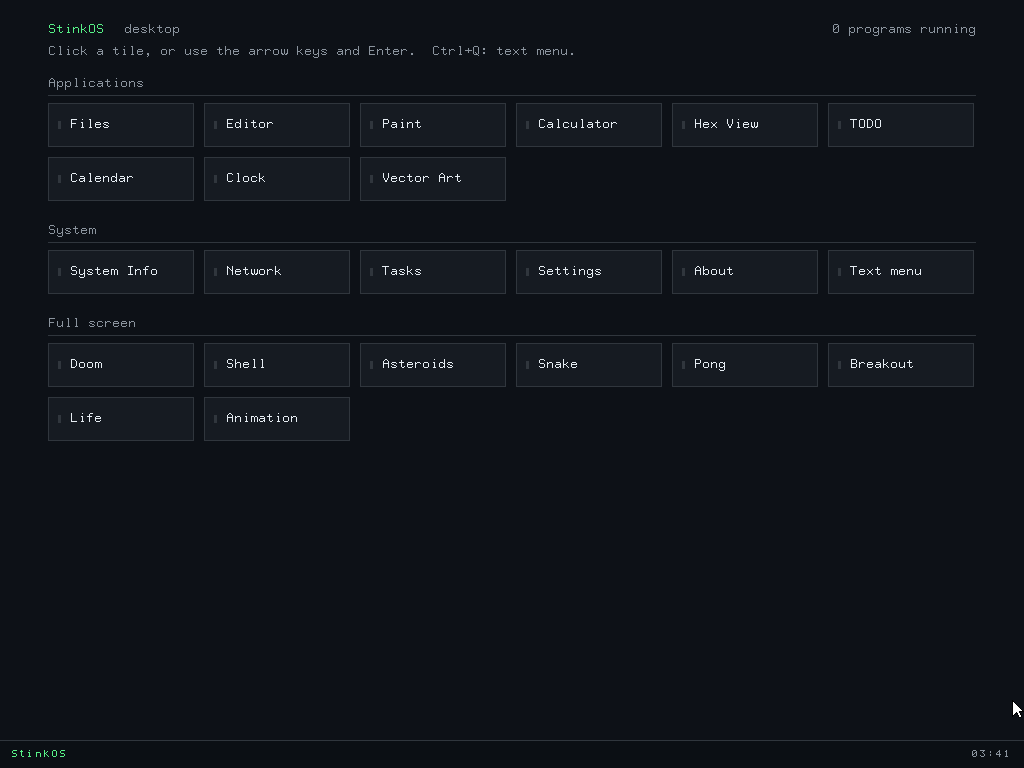 StinkOS desktop 0 programs running
Click a tile, or use the arrow keys and Enter. Ctrl+Q: text menu.
Applications
Files Editor Paint Calculator Hex View TODO
Calendar Clock Vector Art
System
System Info Network Tasks Settings About Text menu
Full screen
Doom Shell Asteroids Snake Pong Breakout
Life Animation
StinkOS 03:41